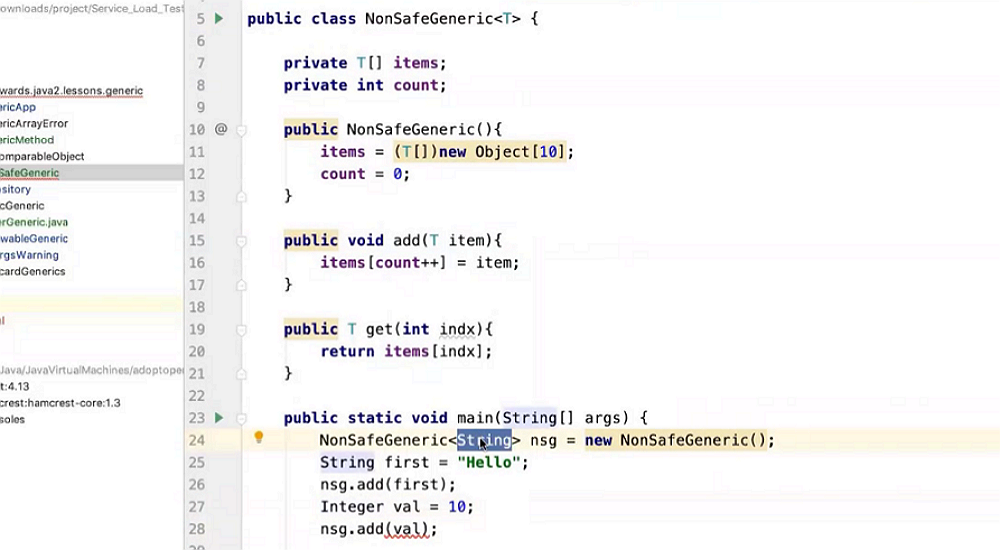 ownloads/project/Service_Load_Test
wards.java2.lessons.generic
ericApp
ericArrayError
ericMethod
omparableObject
SafeGeneric
ository
icGeneric
erGeneric.java
ewableGeneric
rgsWarning
cardGenerics
Java/JavaVirtualMachines/adoptoper
t:4.13
crest:hamcrest-core:1.3
soles
5 public class NonSafeGeneric<T> {
6
7 private T[] items;
8 private int count;
9
10 @ public NonSafeGeneric(){
11 items = (T[])new Object[10];
12 count = 0;
13 }
14
15 public void add(T item){
16 items[count++] = item;
17 }
18
19 public T get(int indx){
20 return items[indx];
21 }
22
23 public static void main(String[] args) {
24 NonSafeGeneric<String> nsg = new NonSafeGeneric();
25 String first = "Hello";
26 nsg.add(first);
27 Integer val = 10;
28 nsg.add(val);